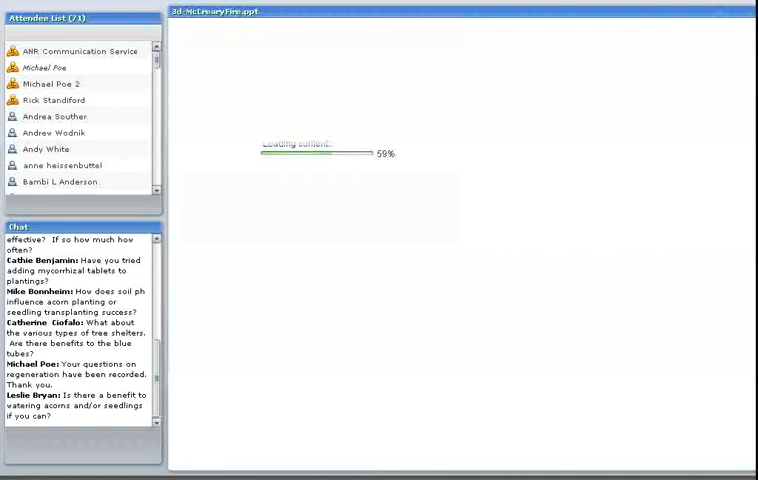 Attendee List (71)
ANR Communication Service
Michael Poe
Michael Poe 2
Rick Standiford
Andrea Souther
Andrew Wodnik
Andy White
anne heissenbuttel
Bambi L Anderson
Chat
effective? If so how much how
often?
Cathie Benjamin: Have you tried
adding mycorrhizal tablets to
plantings?
Mike Bonnheim: How does soil ph
influence acorn planting or
seedling transplanting success?
Catherine Ciofalo: What about
the various types of tree shelters.
Are there benefits to the blue
tubes?
Michael Poe: Your questions on
regeneration have been recorded.
Thank you.
Leslie Bryan: Is there a benefit to
watering acorns and/or seedlings
if you can?
3d-McCrearyFire.ppt
Loading content..
59%